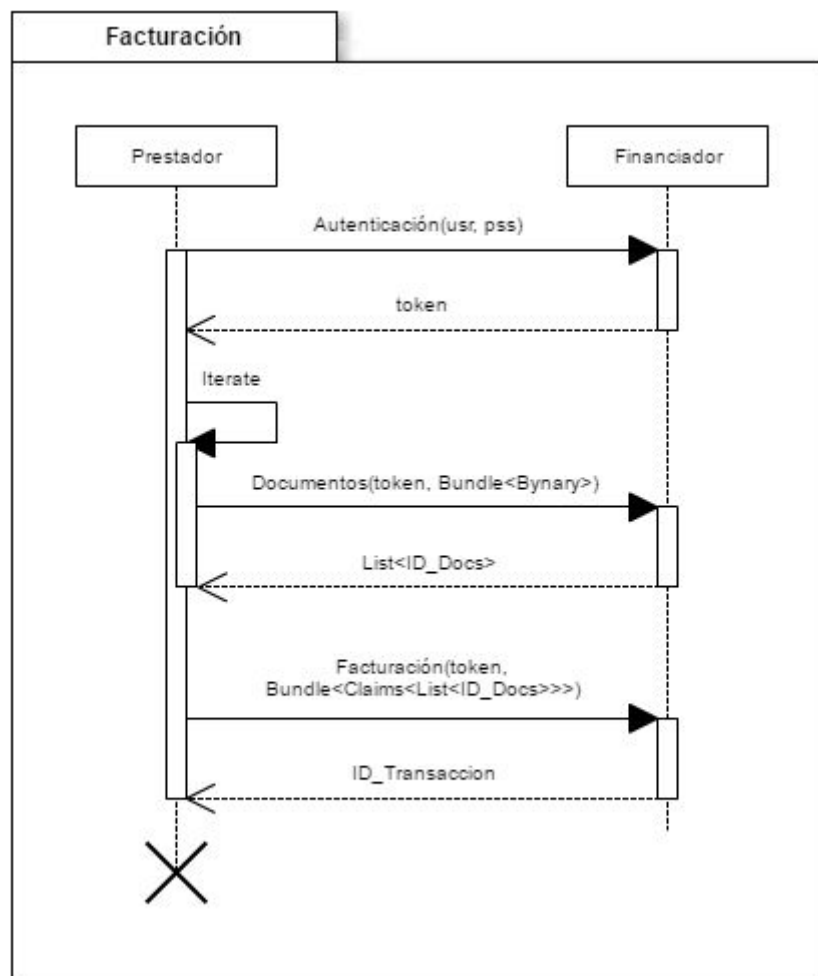 Facturación
Prestador
Financiador
Autenticación(usr, pss)
token
Iterate
Documentos(token, Bundle<Bynary>)
List<ID_Docs>
Facturación(token,
Bundle<Claims<List<ID_Docs>>>)
ID_Transaccion